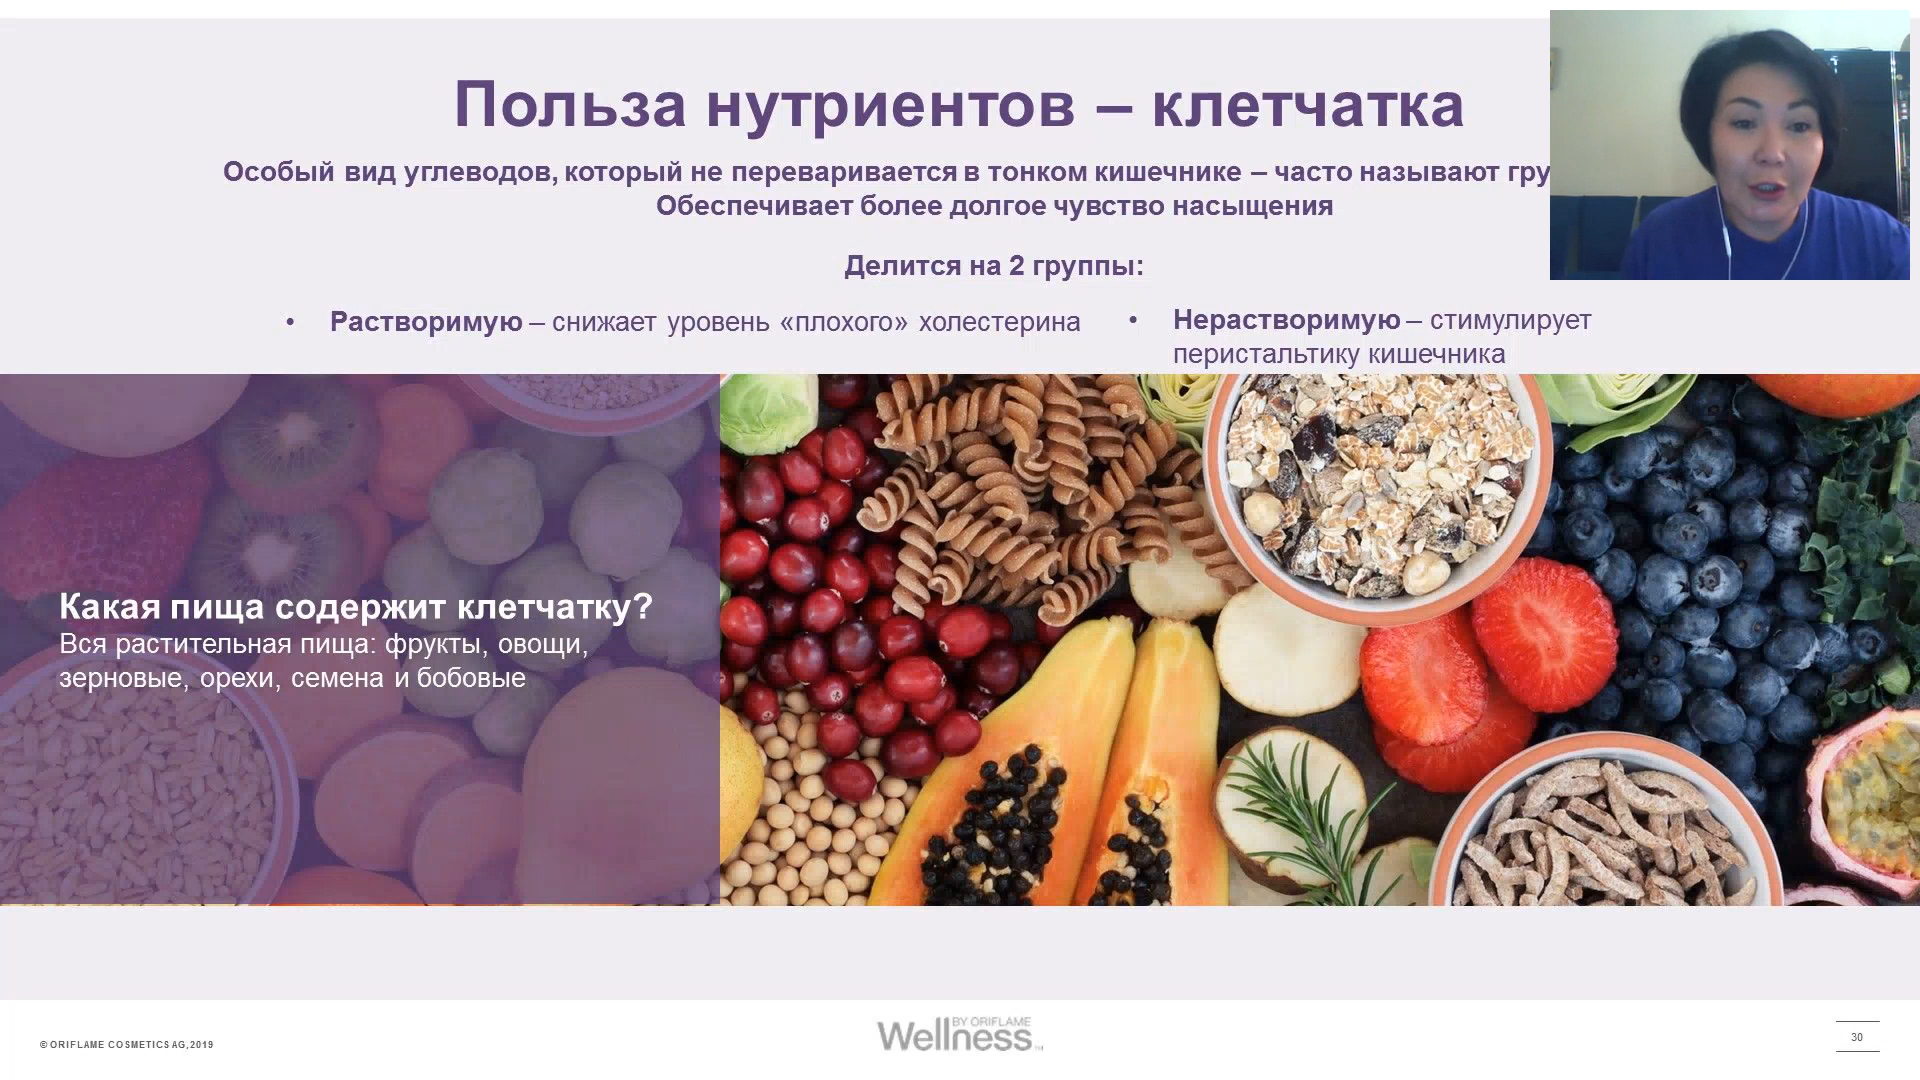 Польза нутриентов – клетчатка
Особый вид углеводов, который не переваривается в тонком кишечнике – часто называют
Обеспечивает более долгое чувство насыщения
Делится на 2 группы:
• Растворимую – снижает уровень «плохого» холестерина
• Нерастворимую – стимулирует
перистальтику кишечника
Какая пища содержит клетчатку?
Вся растительная пища: фрукты, овощи,
зерновые, орехи, семена и бобовые
© ORIFLAME COSMETICS AG, 2019
BY ORIFLAME
Wellness
30